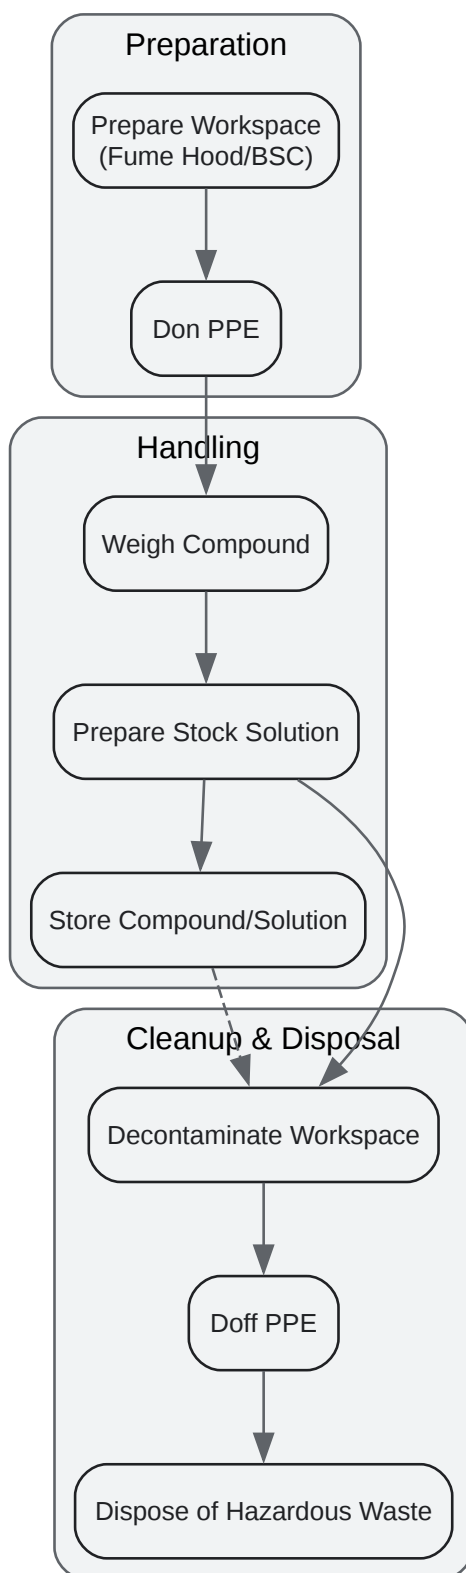 Preparation
Prepare Workspace
(Fume Hood/BSC)
Don PPE
Handling
Weigh Compound
Prepare Stock Solution
Store Compound/Solution
Cleanup & Disposal
Decontaminate Workspace
Doff PPE
Dispose of Hazardous Waste